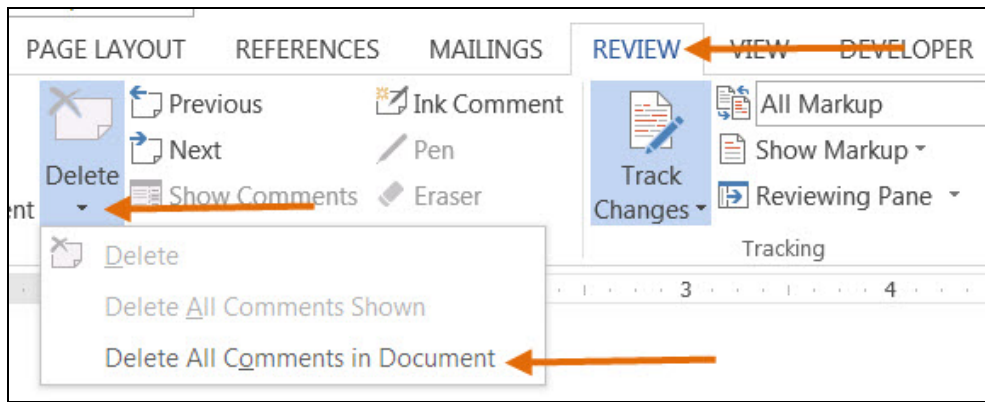 PAGE LAYOUT REFERENCES MAILINGS REVIEW VIEW DEVELOPER
Previous Ink Comment All Markup
Next Pen Show Markup
Delete Show Comments Eraser Track Changes Reviewing Pane
ent
Tracking
Delete
Delete All Comments Shown
3 4
Delete All Comments in Document